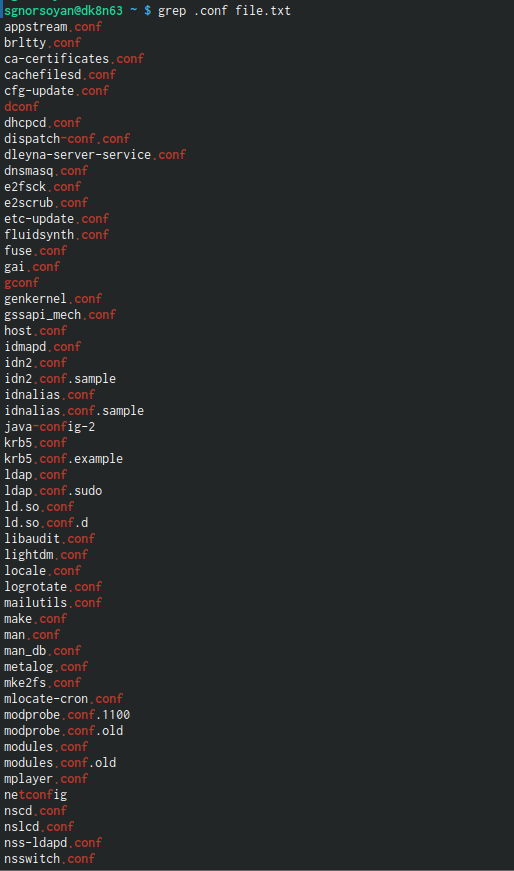 sgnorsoyan@dk8n63 ~ $ grep .conf file.txt
appstream.conf
brltty.conf
ca-certificates.conf
cachefilesd.conf
cfg-update.conf
dconf
dhcpcd.conf
dispatch-conf.conf
dleyna-server-service.conf
dnsmasq.conf
e2fsck.conf
e2scrub.conf
etc-update.conf
fluidsynth.conf
fuse.conf
gai.conf
gconf
genkernel.conf
gssapi_mech.conf
host.conf
idmapd.conf
idn2.conf
idn2.conf.sample
idnalias.conf
idnalias.conf.sample
java-config-2
krb5.conf
krb5.conf.example
ldap.conf
ldap.conf.sudo
ld.so.conf
ld.so.conf.d
libaudit.conf
lightdm.conf
locale.conf
logrotate.conf
mailutils.conf
make.conf
man.conf
man_db.conf
metalog.conf
mke2fs.conf
mlocate-cron.conf
modprobe.conf.1100
modprobe.conf.old
modules.conf
modules.conf.old
mplayer.conf
netconfig
nscd.conf
nslcd.conf
nss-ldapd.conf
nsswitch.conf